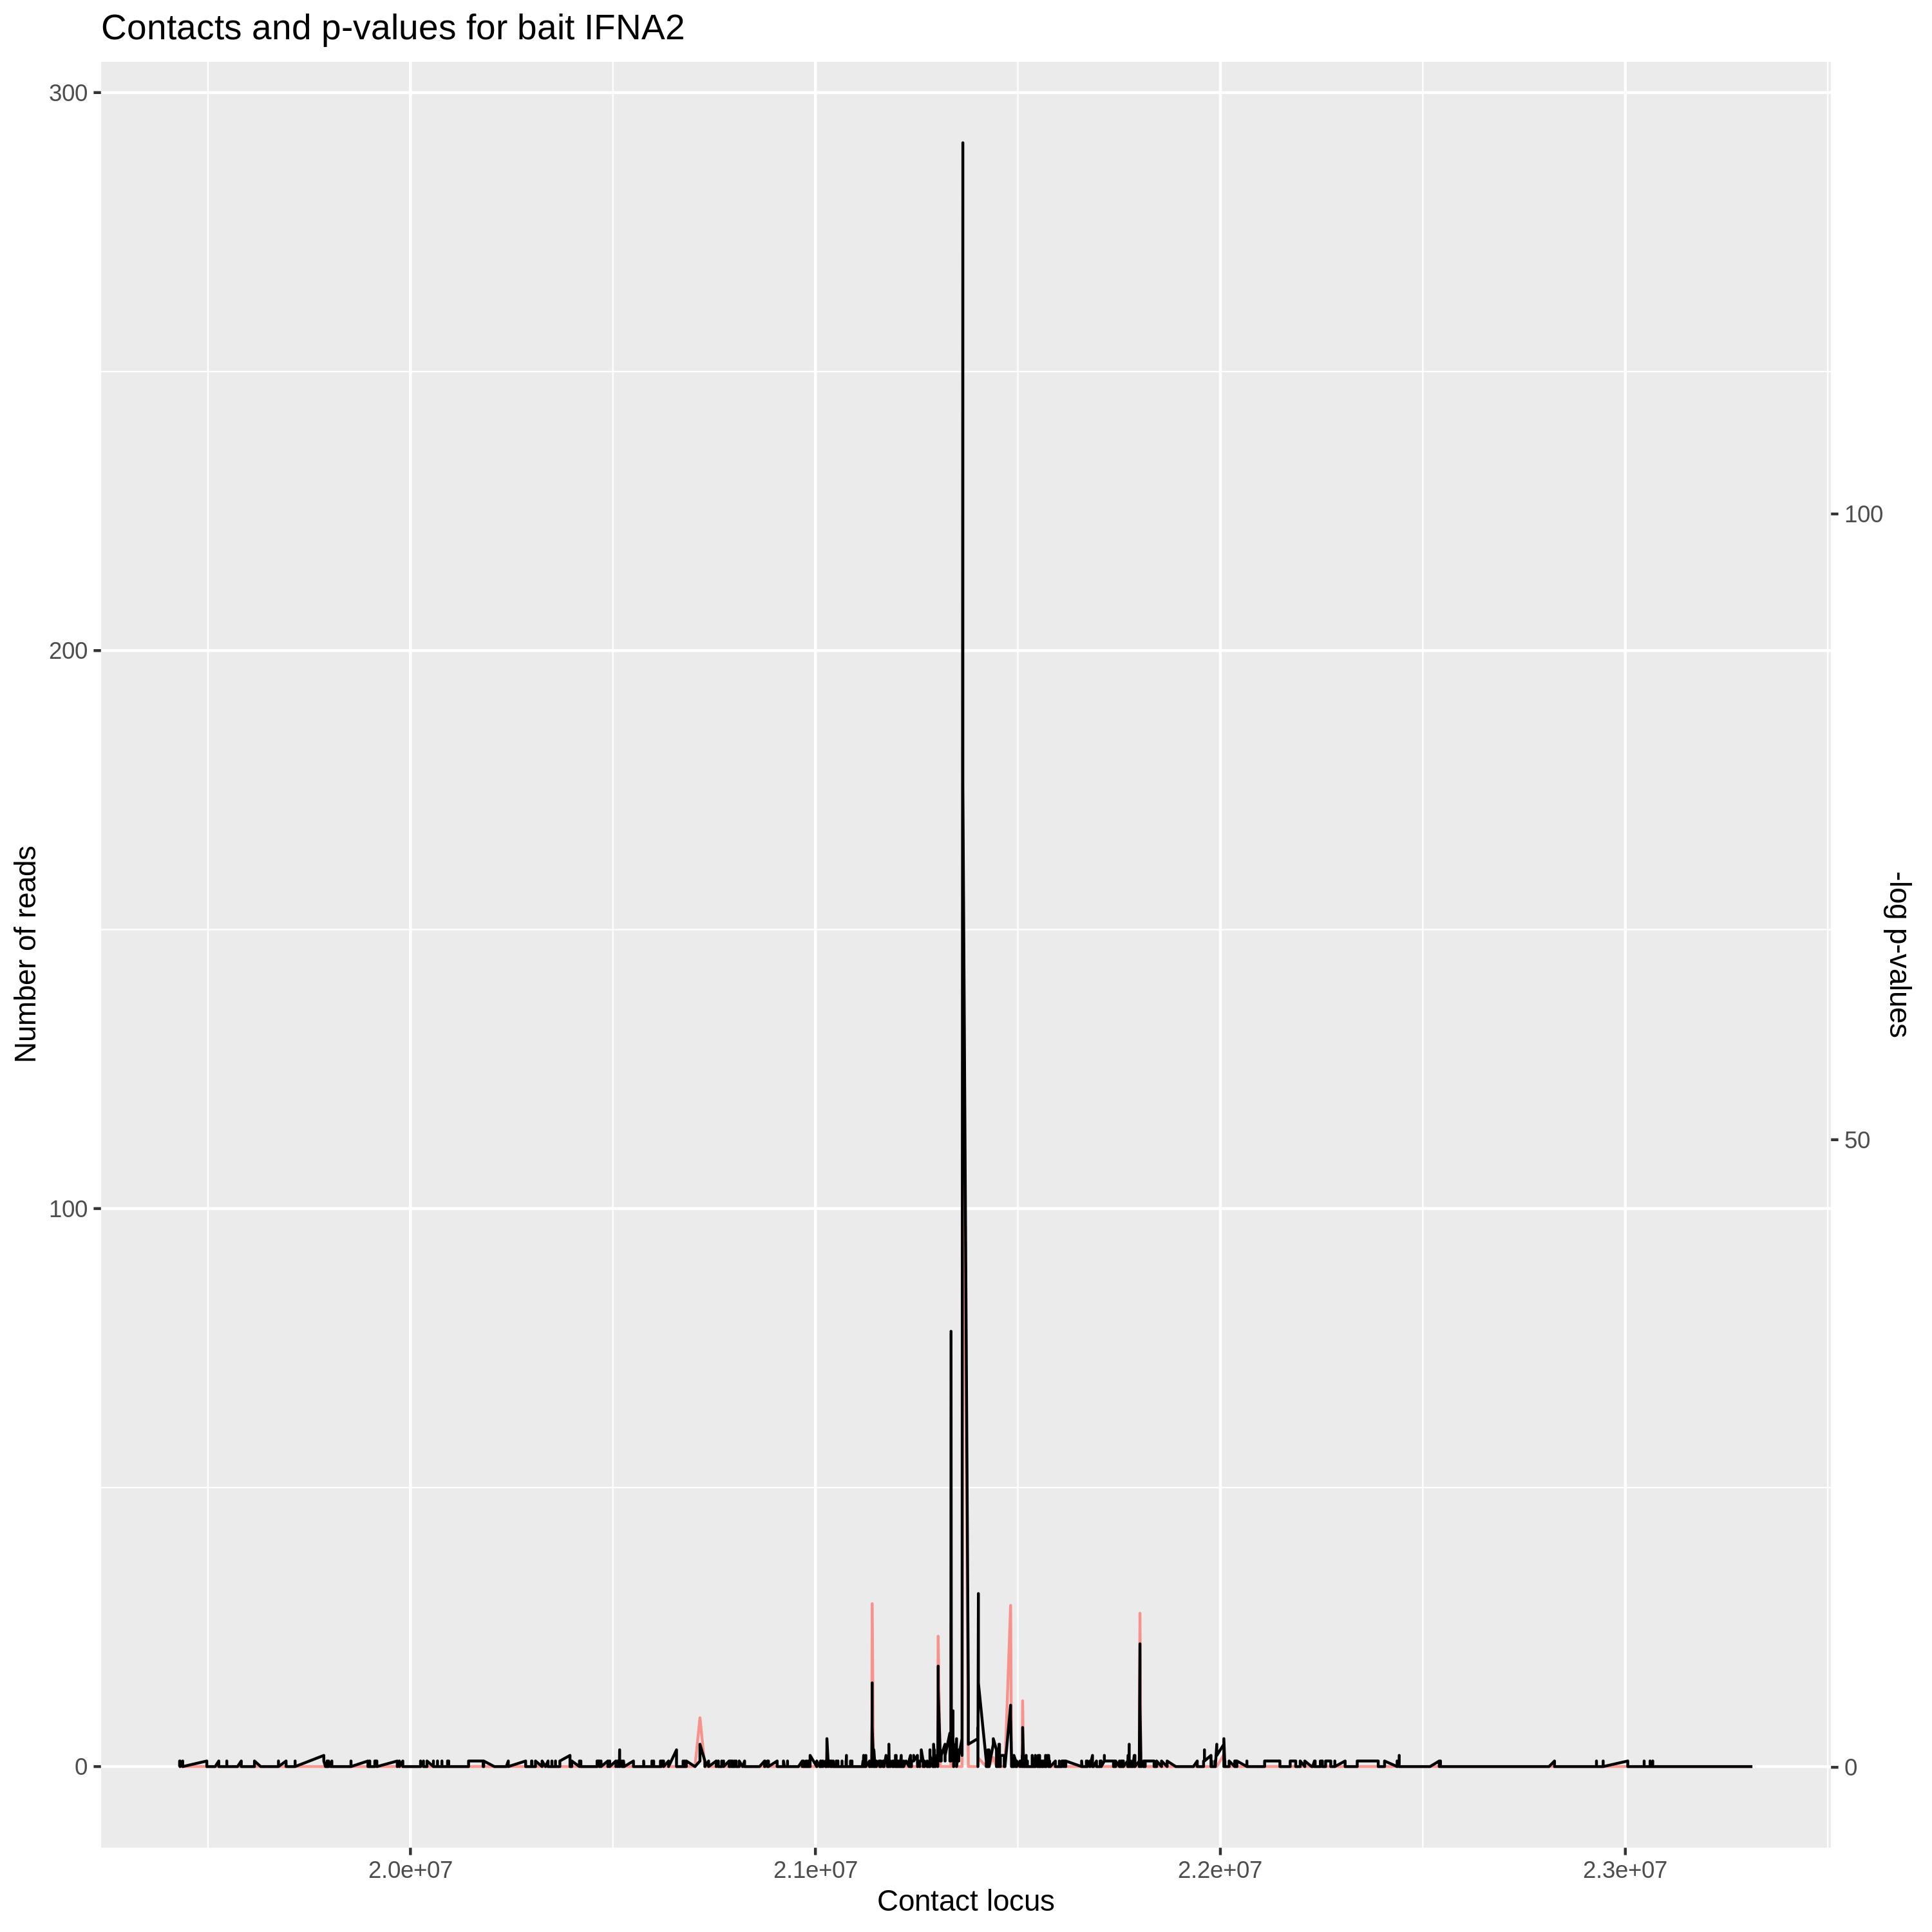 Contacts and p-values for bait IFNA2
300
200
100
0
Number of reads
100
50
0
-log p-values
2.0e+07 2.1e+07 2.2e+07 2.3e+07
Contact locus